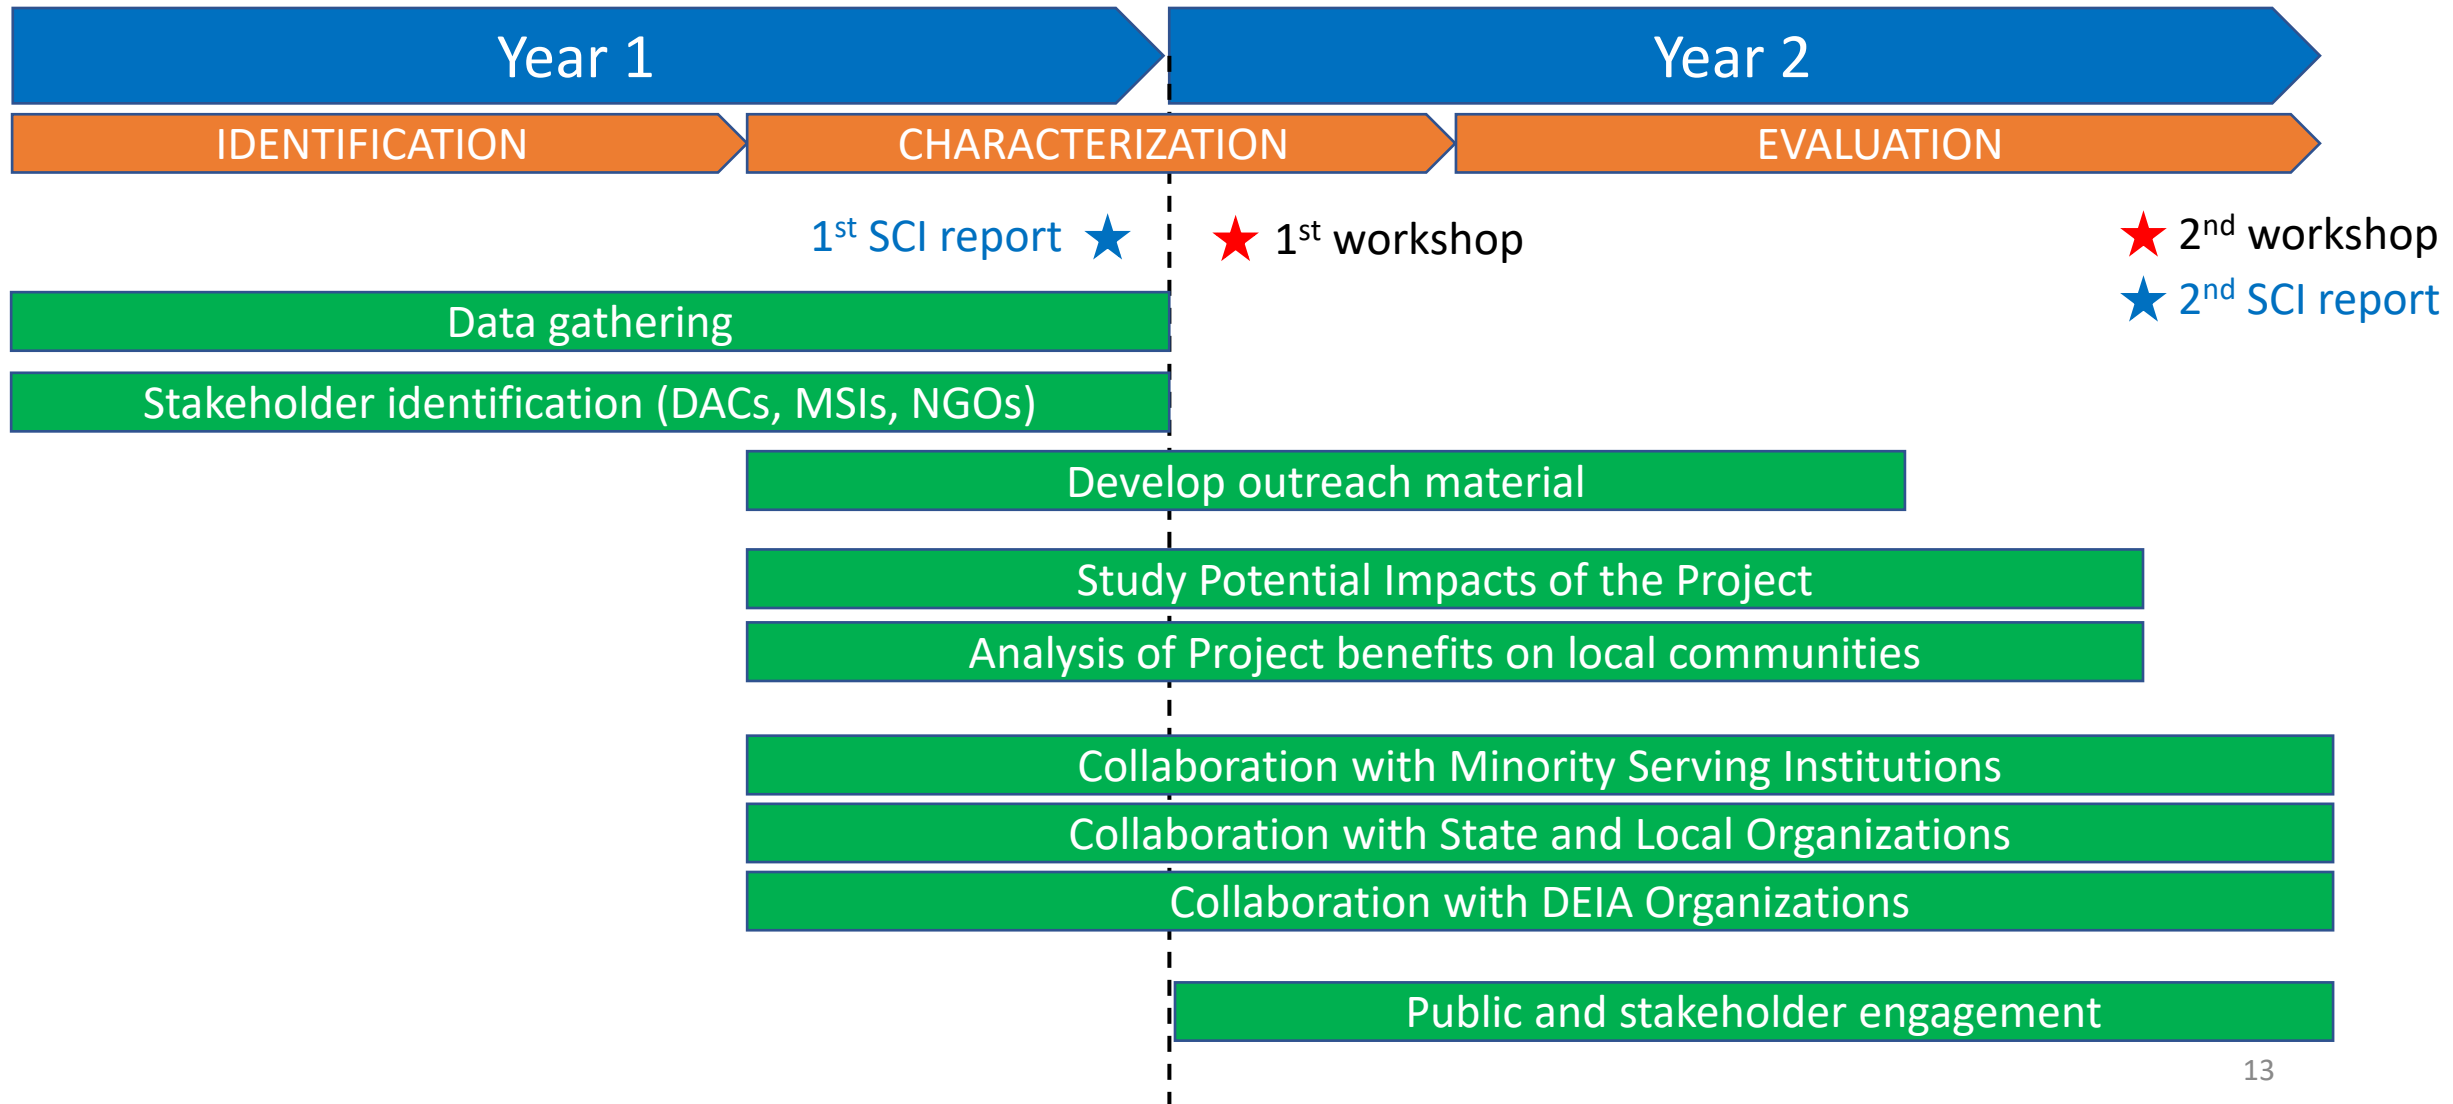 Year 1
Year 2
IDENTIFICATION
CHARACTERIZATION
EVALUATION
1st SCI report
1st workshop
2nd workshop
2nd SCI report
Data gathering
Stakeholder identification (DACs, MSIs, NGOs)
Develop outreach material
Study Potential Impacts of the Project
Analysis of Project benefits on local communities
Collaboration with Minority Serving Institutions
Collaboration with State and Local Organizations
Collaboration with DEIA Organizations
Public and stakeholder engagement
13